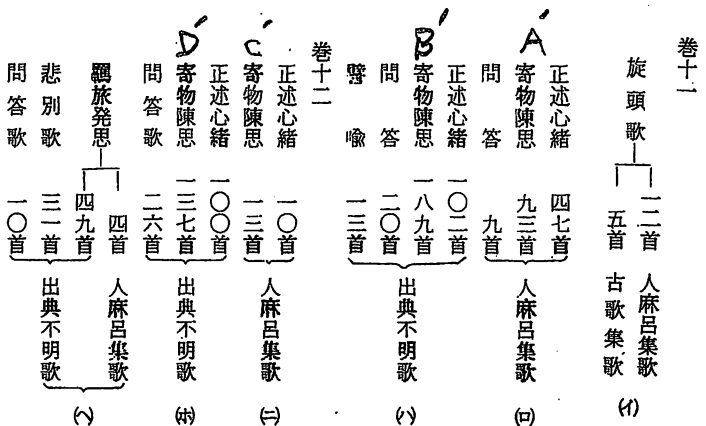 巻十一
旋頭歌
一二首 人麻呂集歌
五首 古歌集歌
(イ)
正述心緒 四七首
A′ 寄物陳思 九三首
問答 九首
人麻呂集歌
(ロ)
正述心緒 一〇二首
B′ 寄物陳思 一八九首
問答 二〇首
譬喩 一三首
出典不明歌
(ハ)
巻十二
正述心緒 一〇首
C′ 寄物陳思 一三首
人麻呂集歌
(ニ)
正述心緒 一〇〇首
D′ 寄物陳思 一三七首
問答歌 二六首
出典不明歌
(ホ)
羈旅発思
四首 人麻呂集歌
四九首
悲別歌 三一首
問答歌 一〇首
出典不明歌
(ヘ)